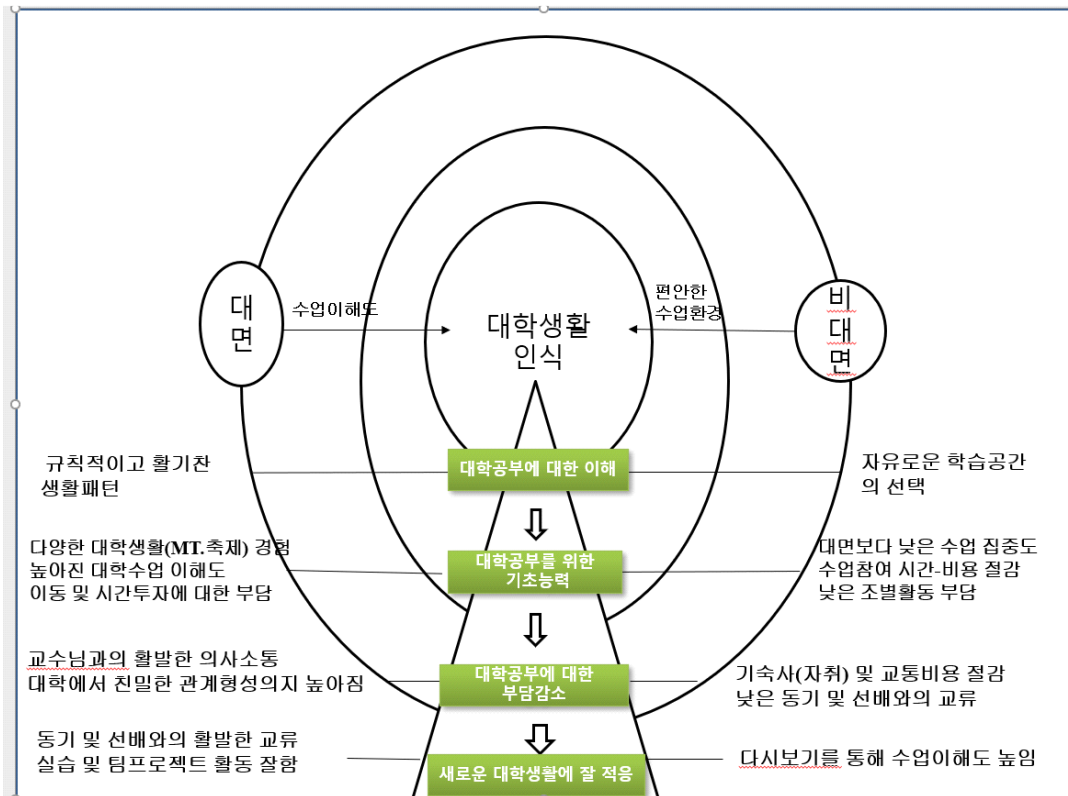 대
면
수업이해도
대학생활
인식
편안한
수업환경
비
대
면
규칙적이고 활기찬
생활패턴
대학공부에 대한 이해
자유로운 학습공간
의 선택
다양한 대학생활(MT.축제) 경험
높아진 대학수업 이해도
이동 및 시간투자에 대한 부담
대학공부를 위한
기초능력
대면보다 낮은 수업 집중도
수업참여 시간-비용 절감
낮은 조별활동 부담
교수님과의 활발한 의사소통
대학에서 친밀한 관계형성의지 높아짐
대학공부에 대한
부담감소
기숙사(자취) 및 교통비용 절감
낮은 동기 및 선배와의 교류
동기 및 선배와의 활발한 교류
실습 및 팀프로젝트 활동 잘함
새로운 대학생활에 잘 적응
다시보기를 통해 수업이해도 높임